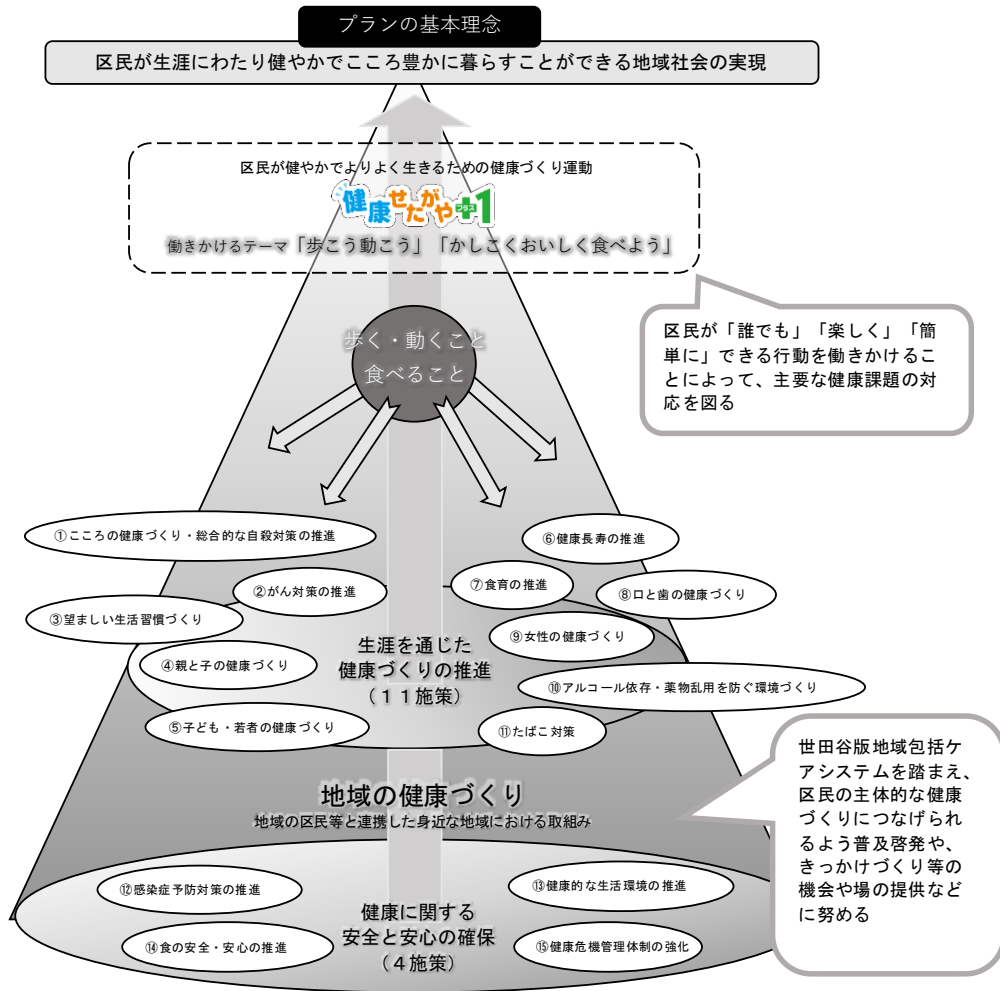 プランの基本理念
区民が生涯にわたり健やかでこころ豊かに暮らすことができる地域社会の実現
区民が健やかでよりよく生きるための健康づくり運動
健康せたがやプラス+1
働きかけるテーマ「歩こう動こう」「かしこくおいしく食べよう」
歩く・動くこと
食べること
区民が「誰でも」「楽しく」「簡
単に」できる行動を働きかけるこ
とによって、主要な健康課題の対
応を図る
①こころの健康づくり・総合的な自殺対策の推進
②がん対策の推進
③望ましい生活習慣づくり
④親と子の健康づくり
⑤子ども・若者の健康づくり
⑥健康長寿の推進
⑦食育の推進
⑧口と歯の健康づくり
⑨女性の健康づくり
⑩アルコール依存・薬物乱用を防ぐ環境づくり
⑪たばこ対策
生涯を通じた
健康づくりの推進
(11施策)
地域の健康づくり
地域の区民等と連携した身近な地域における取組み
世田谷版地域包括ケ
アシステムを踏まえ、
区民の主体的な健康
づくりにつなげられ
るよう普及啓発や、
きっかけづくり等の
機会や場の提供など
に努める
⑫感染症予防対策の推進
⑬健康的な生活環境の推進
健康に関する
安全と安心の確保
(4施策)
⑭食の安全・安心の推進
⑮健康危機管理体制の強化